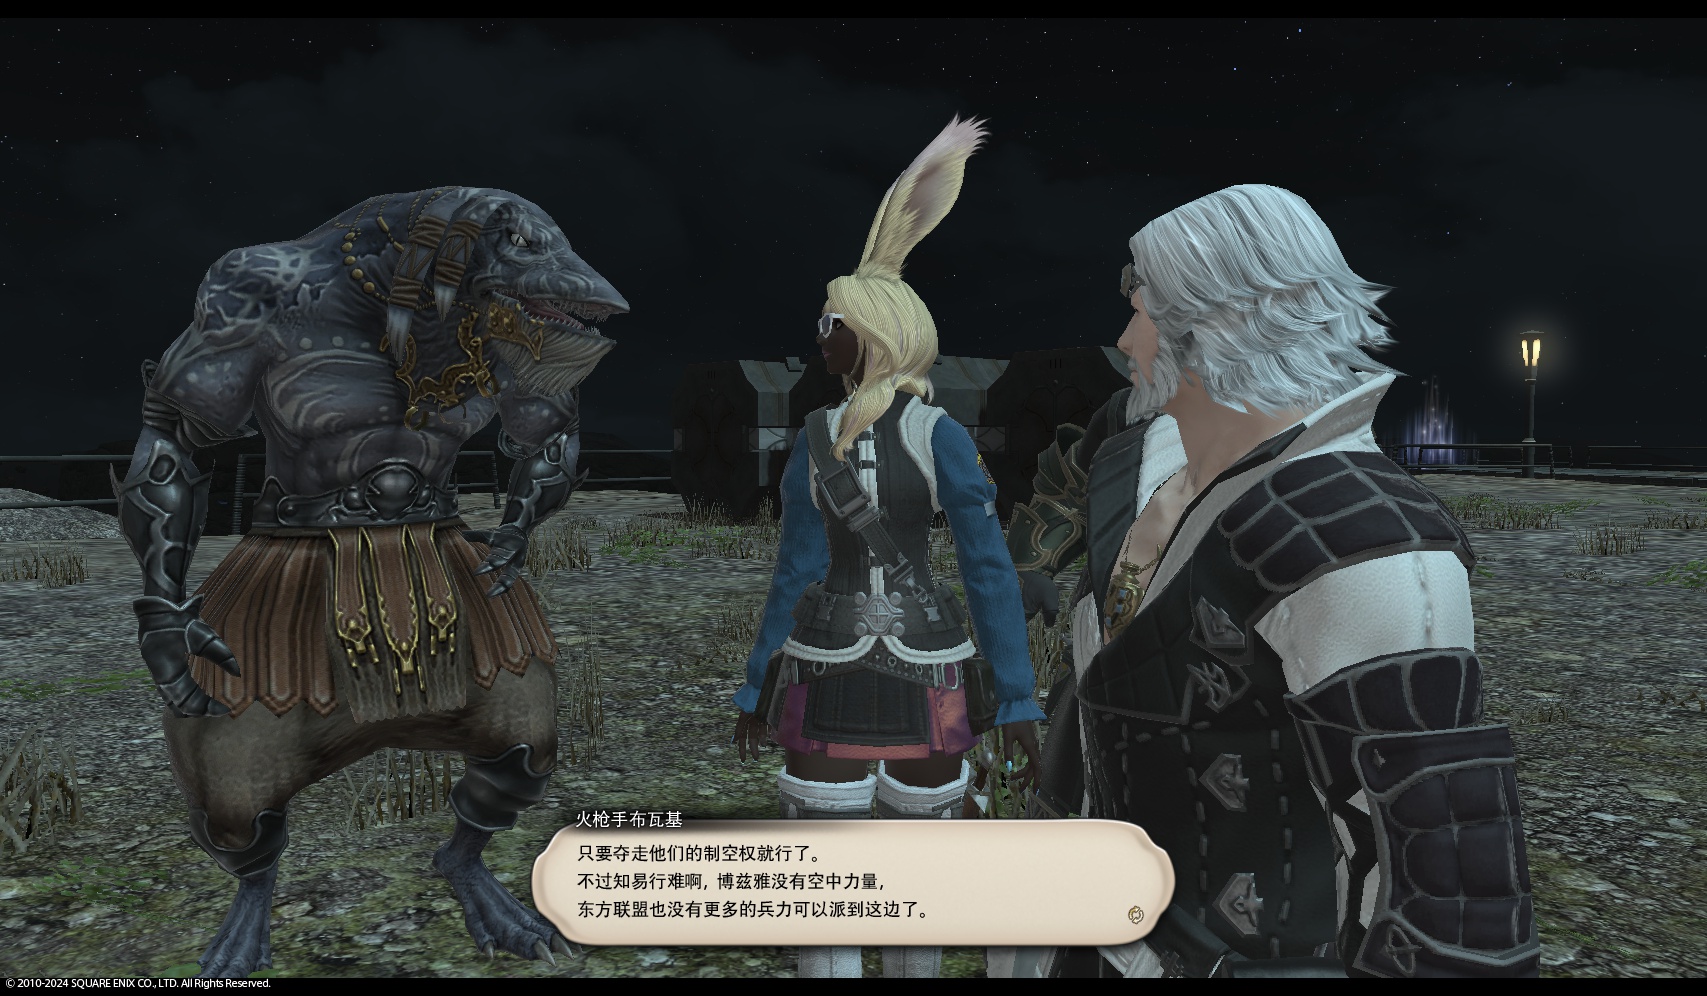 火枪手布瓦基
只要夺走他们的制空权就行了。
不过知易行难啊，博兹雅没有空中力量，
东方联盟也没有更多的兵力可以派到这边了。
© 2010-2024 SQUARE ENIX CO., LTD. All Rights Reserved.